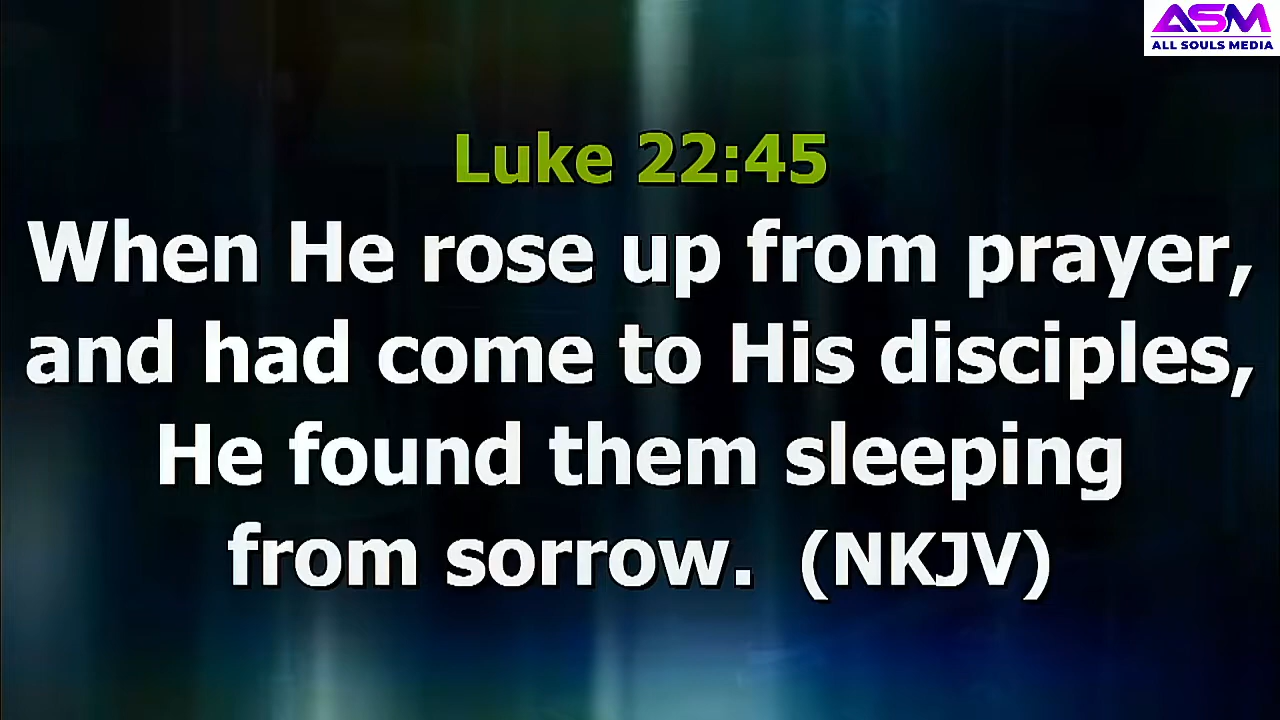 ASM
ALL SOULS MEDIA
Luke 22:45
When He rose up from prayer,
and had come to His disciples,
He found them sleeping
from sorrow. (NKJV)